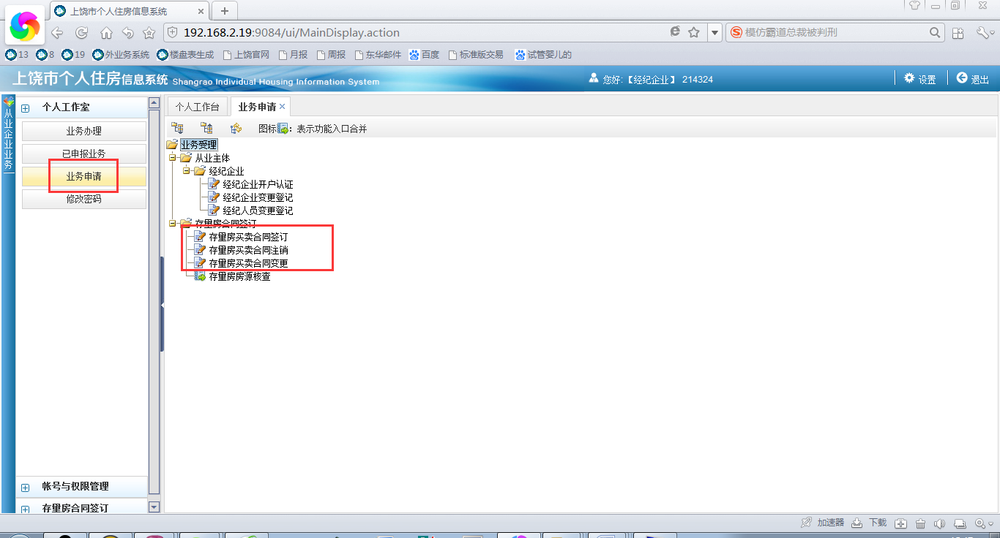 上饶市个人住房信息系统
192.168.2.19:9084/ui/MainDisplay.action
模仿霸道总裁被判刑
13 8 19 外业务系统 楼盘表生成 上饶官网 月报 周报 东华邮件 百度 标准版交易 试管婴儿的
上饶市个人住房信息系统 Shangrao Individual Housing Information System
您好:【经纪企业】 214324
设置
退出
从业企业业务
个人工作室
业务办理
已申报业务
业务申请
修改密码
帐号与权限管理
存量房合同签订
个人工作台
业务申请
图标：表示功能入口合并
业务受理
从业主体
经纪企业
经纪企业开户认证
经纪企业变更登记
经纪人员变更登记
存量房合同签订
存量房买卖合同签订
存量房买卖合同注销
存量房买卖合同变更
存量房房源核查
加速器 下载